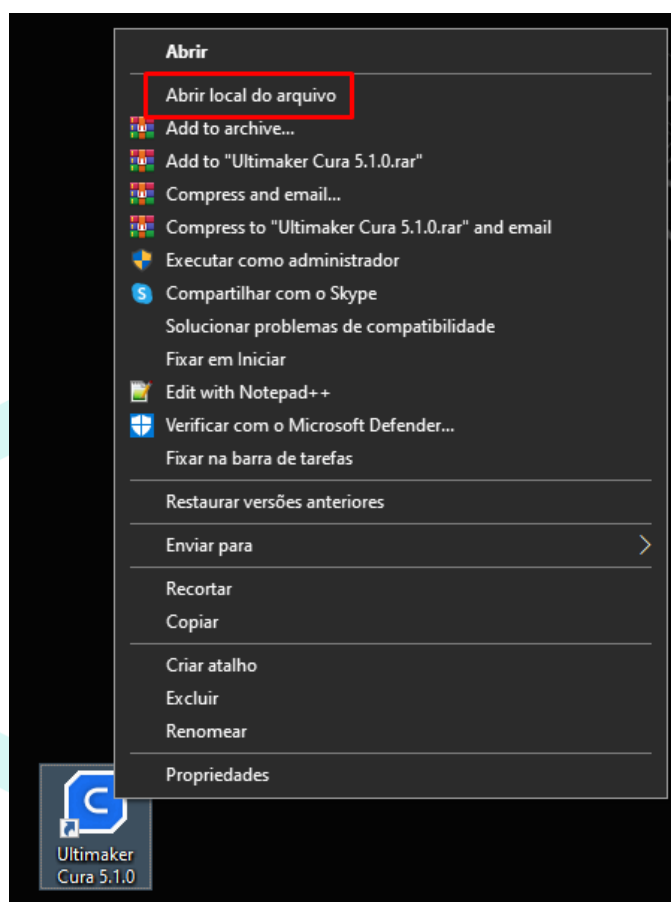 Abrir
Abrir local do arquivo
Add to archive...
Add to "Ultimaker Cura 5.1.0.rar"
Compress and email...
Compress to "Ultimaker Cura 5.1.0.rar" and email
Executar como administrador
Compartilhar com o Skype
Solucionar problemas de compatibilidade
Fixar em Iniciar
Edit with Notepad++
Verificar com o Microsoft Defender...
Fixar na barra de tarefas
Restaurar versões anteriores
Enviar para
Recortar
Copiar
Criar atalho
Excluir
Renomear
Propriedades
Ultimaker
Cura 5.1.0